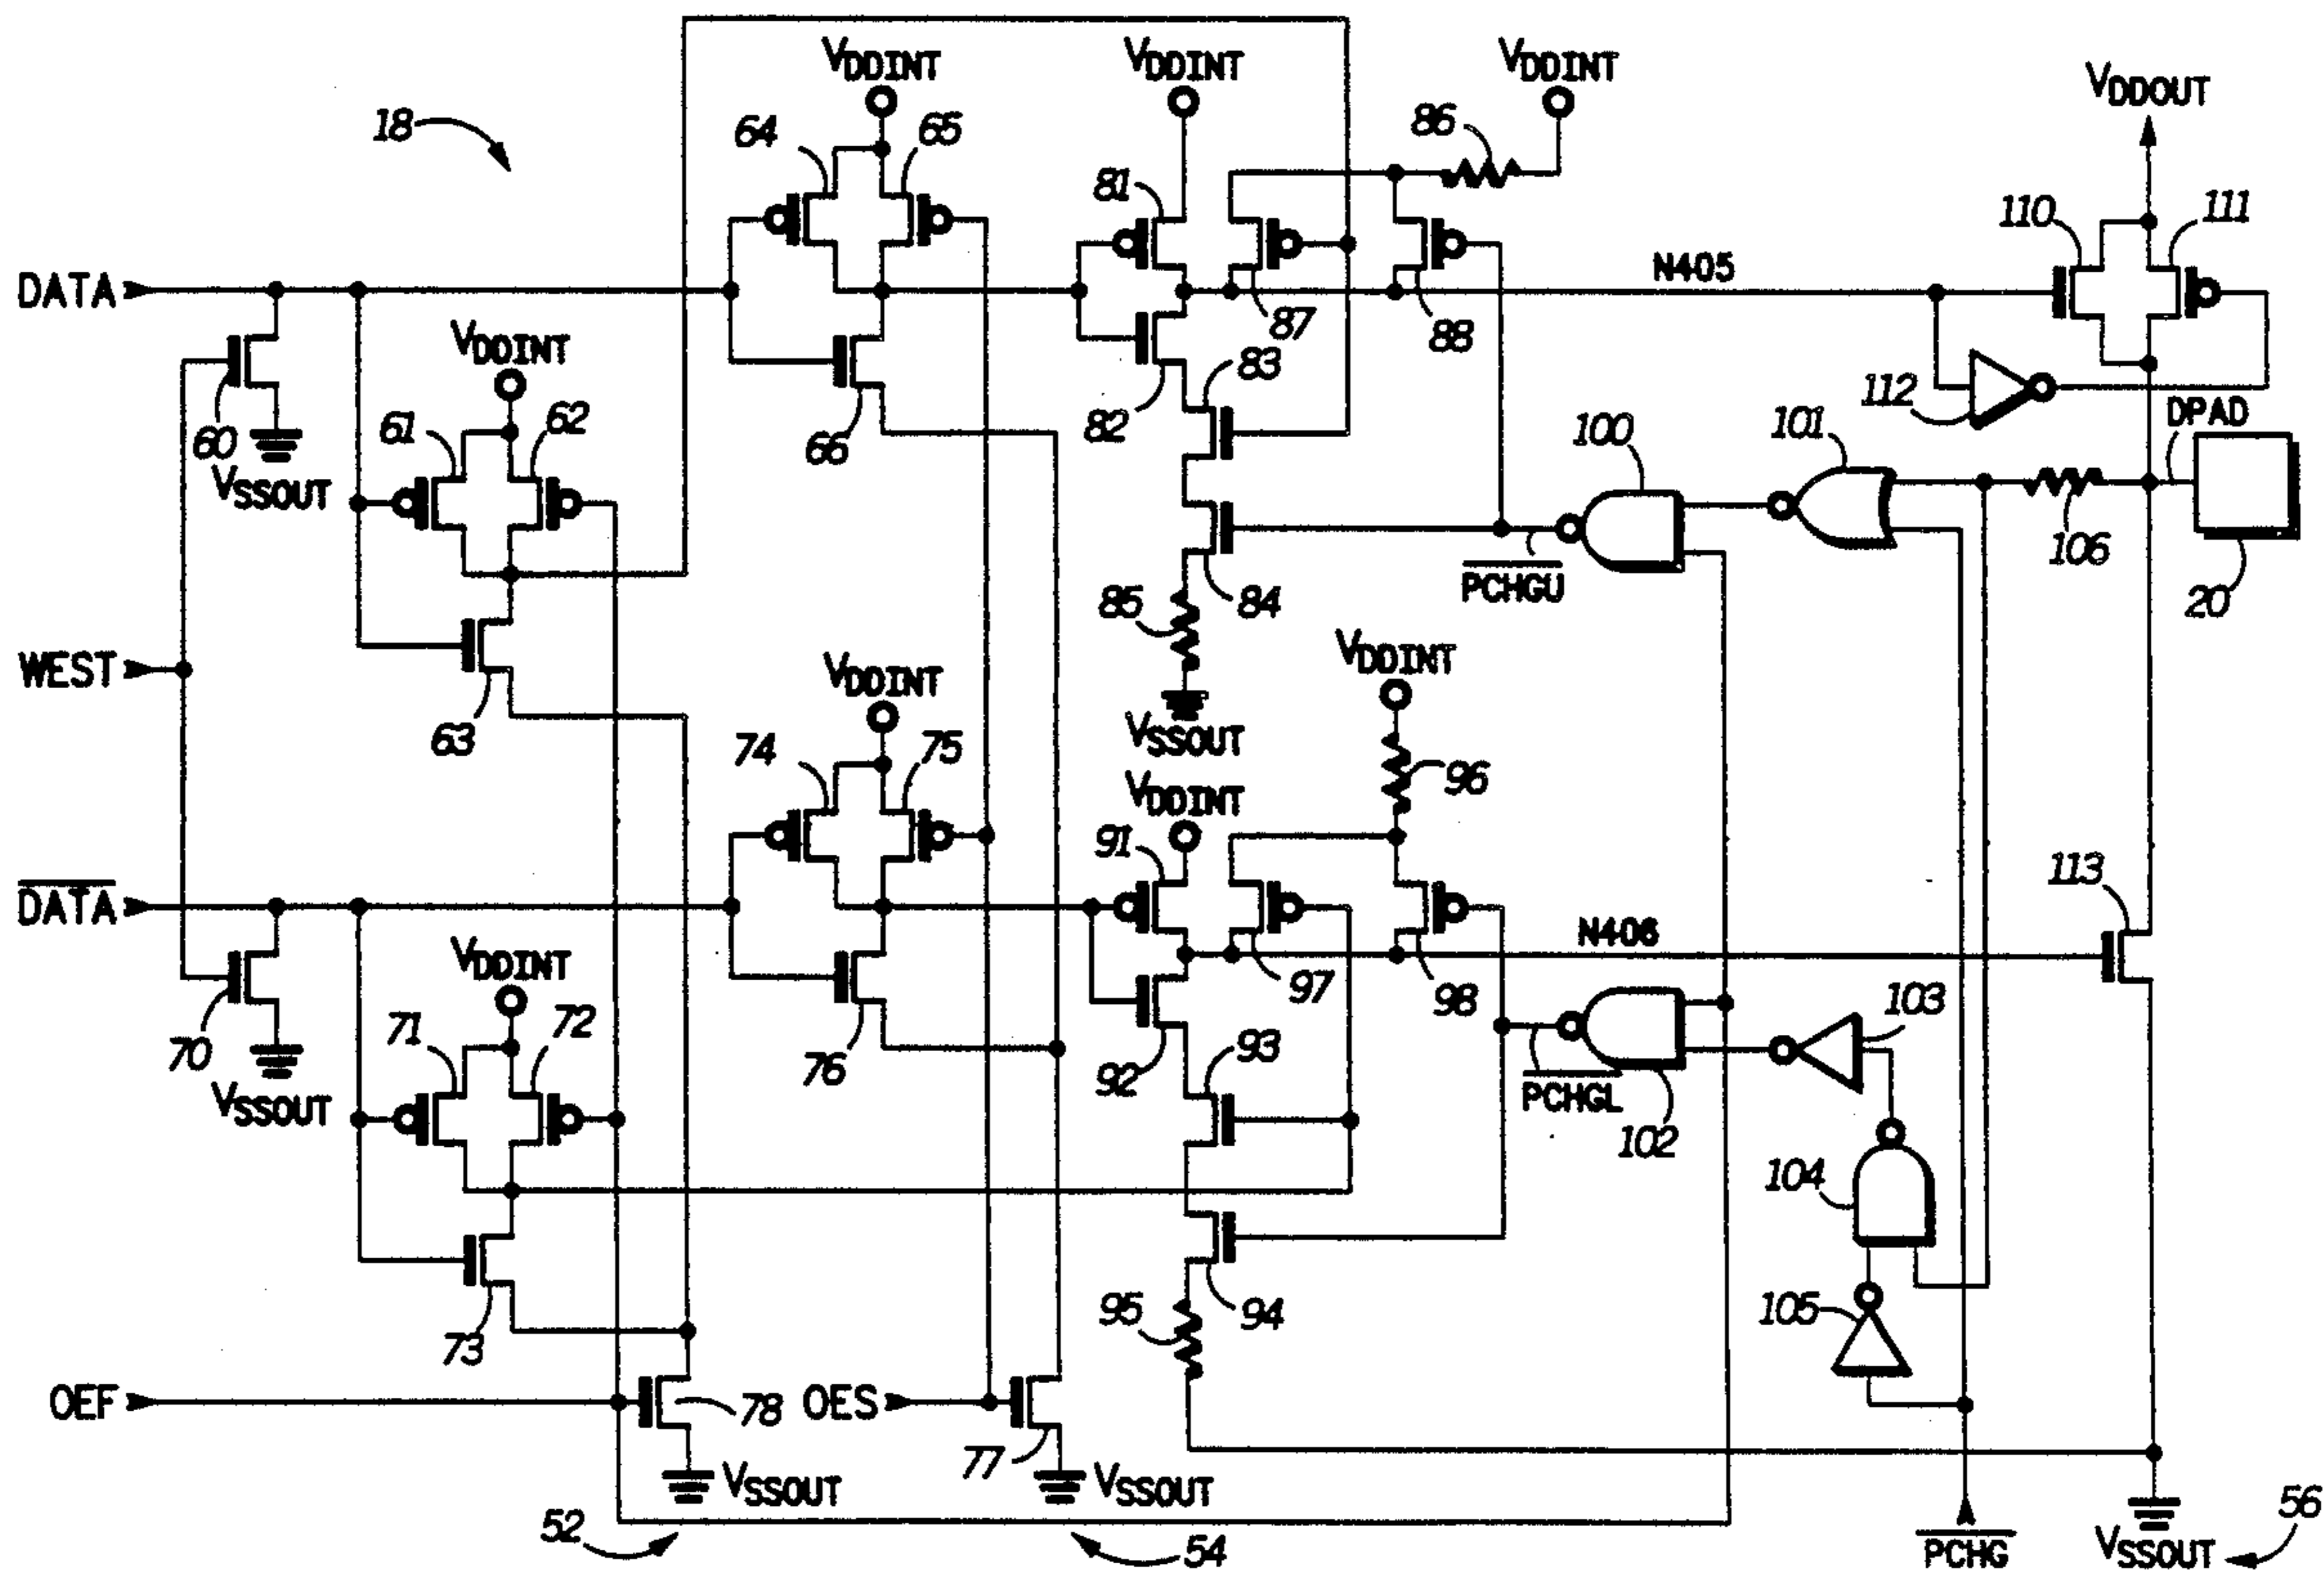 VDDINT VDDINT VDDINT
VDDOUT
18
64 65
86
81
110 111
DATA
N405
VDDINT
87 88
83
112
60
61 62
66
82
100 101
DPAD
VSSOUT
85
84
PCHGU
106
20
WEST
VDDINT
VDDINT
63
VSSOUT
74 75
96
VDDINT
91
113
DATA
N406
VDDINT
97 98
103
70
71 72
76
92
93
VSSOUT
PCHGL
102
104
95
94
105
73
OEF
78
OES
77
VSSOUT
VSSOUT
52
54
PCHG
VSSOUT
56